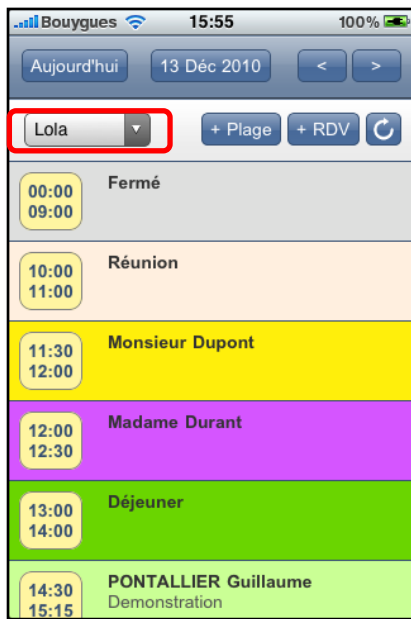 Bouygues 15:55 100%
Aujourd'hui 13 Déc 2010 < >
Lola + Plage + RDV
00:00 Fermé
09:00
10:00 Réunion
11:00
11:30 Monsieur Dupont
12:00
12:00 Madame Durant
12:30
13:00 Déjeuner
14:00
14:30 PONTALLIER Guillaume
15:15 Demonstration